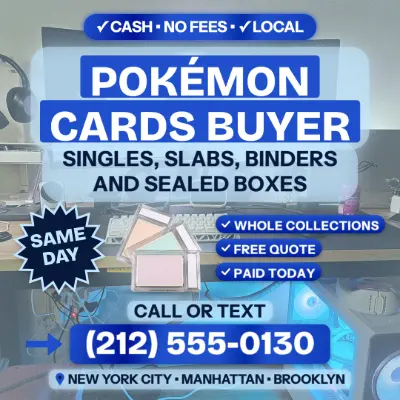 ✓CASH • NO FEES • ✓LOCAL
POKÉMON
CARDS BUYER
SINGLES, SLABS, BINDERS
AND SEALED BOXES
SAME
DAY
✓ WHOLE COLLECTIONS
✓ FREE QUOTE
✓ PAID TODAY
CALL OR TEXT
(212) 555-0130
NEW YORK CITY • MANHATTAN • BROOKLYN